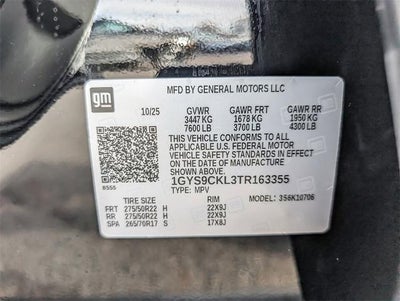 gm
MFD BY GENERAL MOTORS LLC
10/25 GVWR GAWR FRT GAWR RR
3447 KG 1678 KG 1950 KG
7600 LB 3700 LB 4300 LB
THIS VEHICLE CONFORMS TO ALL
APPLICABLE U.S. FEDERAL MOTOR
VEHICLE SAFETY STANDARDS IN EFFECT
ON THE DATE OF MANUFACTURE
SHOWN ABOVE.
1GYS9CKL3TR163355
8555 TYPE: MPV MODEL: 3S6K10706
TIRE SIZE RIM
FRT 275/50R22 H 22X9J
RR 275/50R22 H 22X9J
SPA 265/70R17 S 17X8J